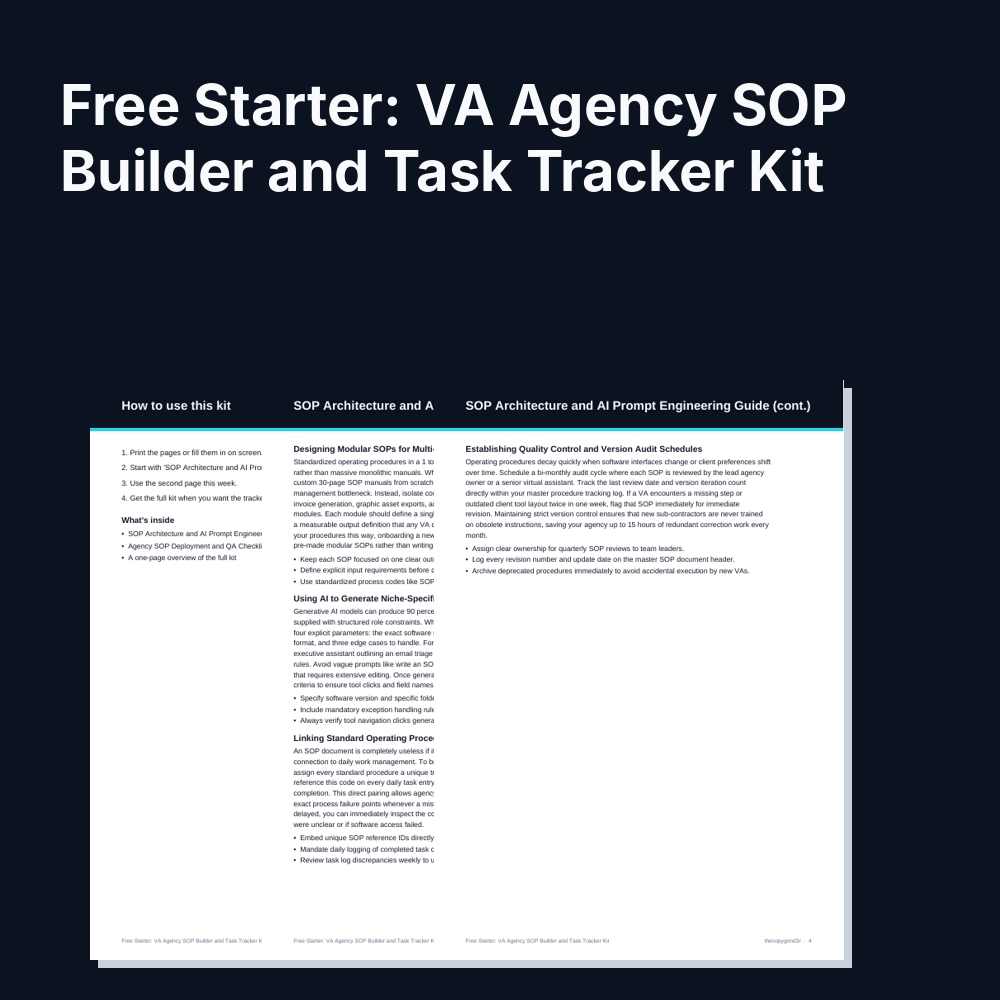 Free Starter: VA Agency SOP
Builder and Task Tracker Kit
How to use this kit
1. Print the pages or fill them in on screen.
2. Start with 'SOP Architecture and AI
3. Use the second page this week.
4. Get the full kit when you want the
What's inside
• SOP Architecture and AI Prompt
• Agency SOP Deployment and QA
• A one-page overview of the full kit
Free Starter: VA Agency SOP Builder and Task Tracker
SOP Architecture and
Designing Modular SOPs for
Standardized operating procedures in a 1 to
rather than massive monolithic manuals.
custom 30-page SOP manuals from scratch
management bottleneck. Instead, isolate
invoice generation, graphic asset exports,
modules. Each module should define a
a measurable output definition that any VA
your procedures this way, onboarding a new
pre-made modular SOPs rather than writing
• Keep each SOP focused on one clear
• Define explicit input requirements before
• Use standardized process codes like SOP
Using AI to Generate
Generative AI models can produce 90
supplied with structured role constraints.
four explicit parameters: the exact software
format, and three edge cases to handle.
executive assistant outlining an email triage
rules. Avoid vague prompts like write an
that requires extensive editing. Once
criteria to ensure tool clicks and field names
• Specify software version and specific
• Include mandatory exception handling
• Always verify tool navigation clicks
Linking Standard Operating
An SOP document is completely useless if
connection to daily work management. To
assign every standard procedure a unique
reference this code on every daily task entry
completion. This direct pairing allows
exact process failure points whenever a
delayed, you can immediately inspect the
were unclear or if software access failed.
• Embed unique SOP reference IDs directly
• Mandate daily logging of completed task
• Review task log discrepancies weekly to
Free Starter: VA Agency SOP Builder and Task Tracker
SOP Architecture and AI Prompt Engineering Guide (cont.)
Establishing Quality Control and Version Audit Schedules
Operating procedures decay quickly when software interfaces change or client preferences shift
over time. Schedule a bi-monthly audit cycle where each SOP is reviewed by the lead agency
owner or a senior virtual assistant. Track the last review date and version iteration count
directly within your master procedure tracking log. If a VA encounters a missing step or
outdated client tool layout twice in one week, flag that SOP immediately for immediate
revision. Maintaining strict version control ensures that new sub-contractors are never trained
on obsolete instructions, saving your agency up to 15 hours of redundant correction work every
month.
• Assign clear ownership for quarterly SOP reviews to team leaders.
• Log every revision number and update date on the master SOP document header.
• Archive deprecated procedures immediately to avoid accidental execution by new VAs.
Free Starter: VA Agency SOP Builder and Task Tracker Kit
thecopygrind3r · 4